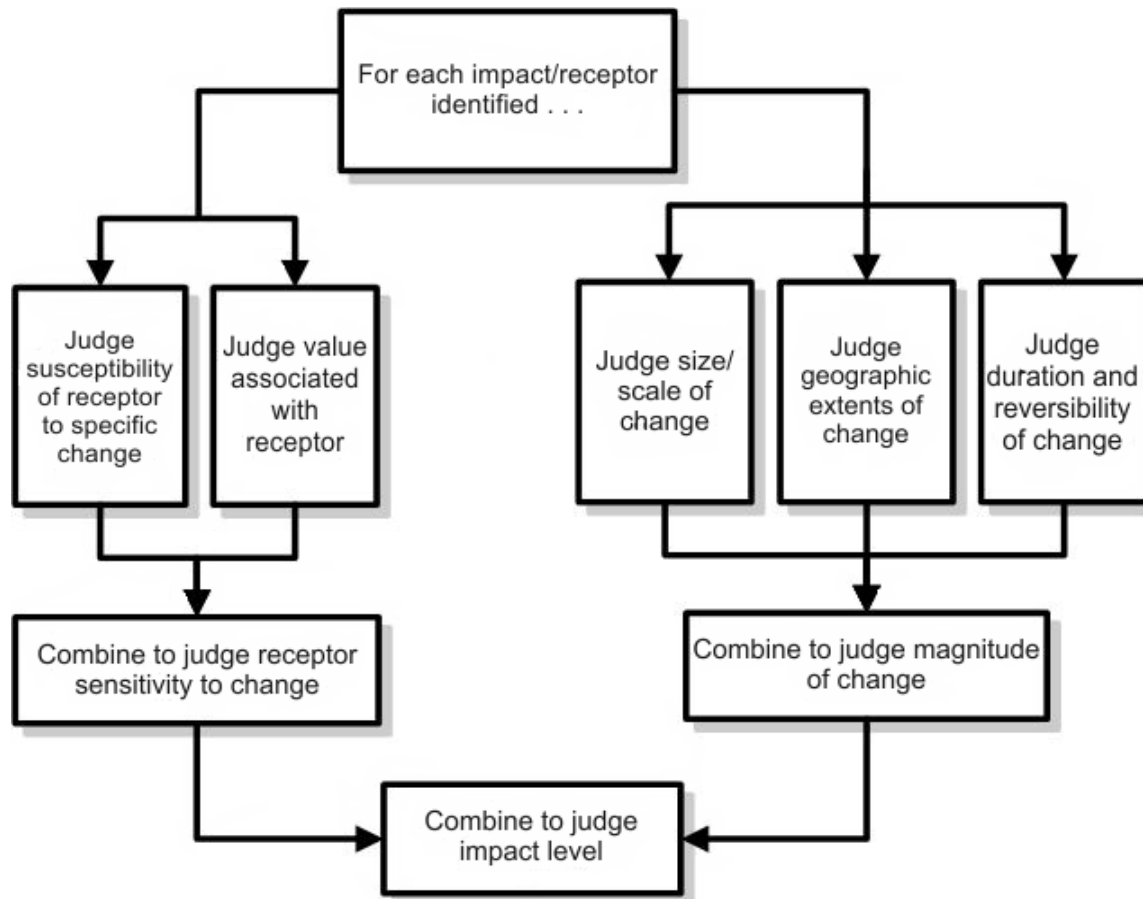 For each impact/receptor
identified . . .
Judge
susceptibility
of receptor
to specific
change
Judge value
associated
with
receptor
Judge size/
scale of
change
Judge
geographic
extents of
change
Judge
duration and
reversibility
of change
Combine to judge receptor
sensitivity to change
Combine to judge magnitude
of change
Combine to judge
impact level